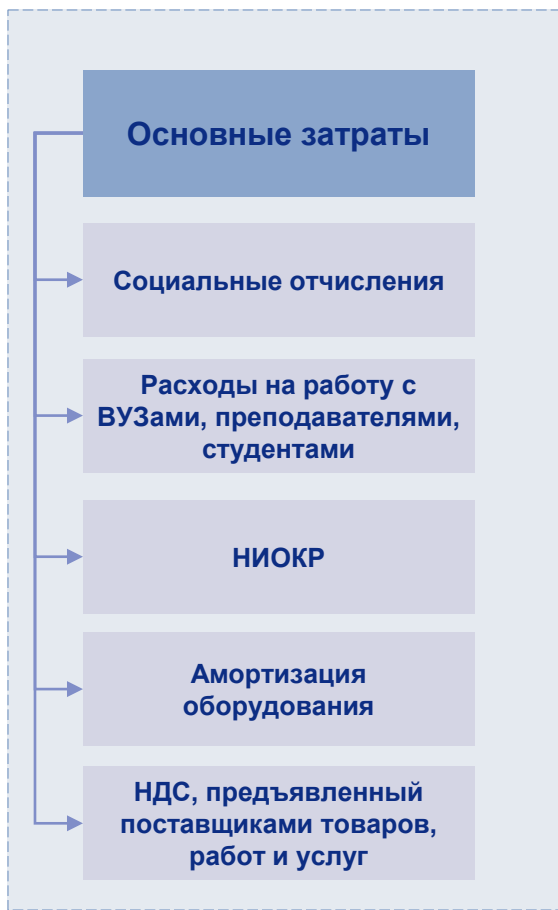 Основные затраты
Социальные отчисления
Расходы на работу с
ВУЗами, преподавателями,
студентами
НИОКР
Амортизация
оборудования
НДС, предъявленный
поставщиками товаров,
работ и услуг